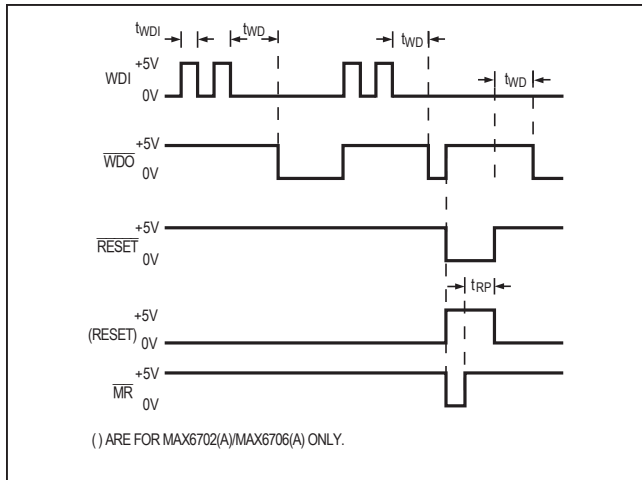 tWDI
tWD
tWD
tWD
WDI
+5V
0V
WDO
+5V
0V
RESET
+5V
0V
tRP
(RESET)
+5V
0V
MR
+5V
0V
( ) ARE FOR MAX6702(A)/MAX6706(A) ONLY.